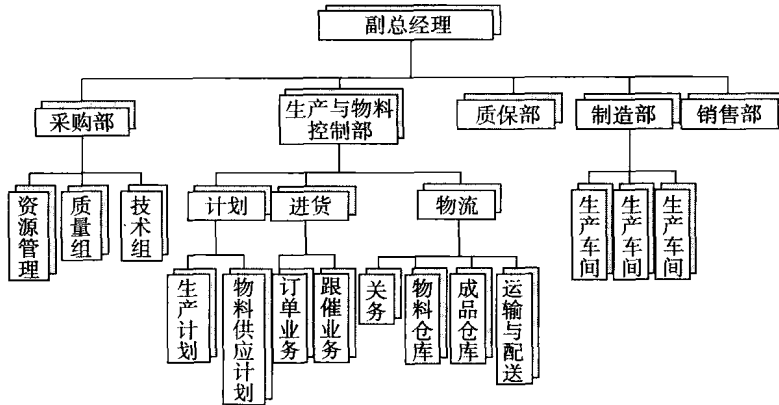 副总经理
采购部
生产与物料
控制部
质保部
制造部
销售部
资源管理
质量组
技术组
计划
进货
物流
生产车间
生产车间
生产车间
生产计划
物料供应计划
订单业务
跟催业务
关务
物料仓库
成品仓库
运输与配送